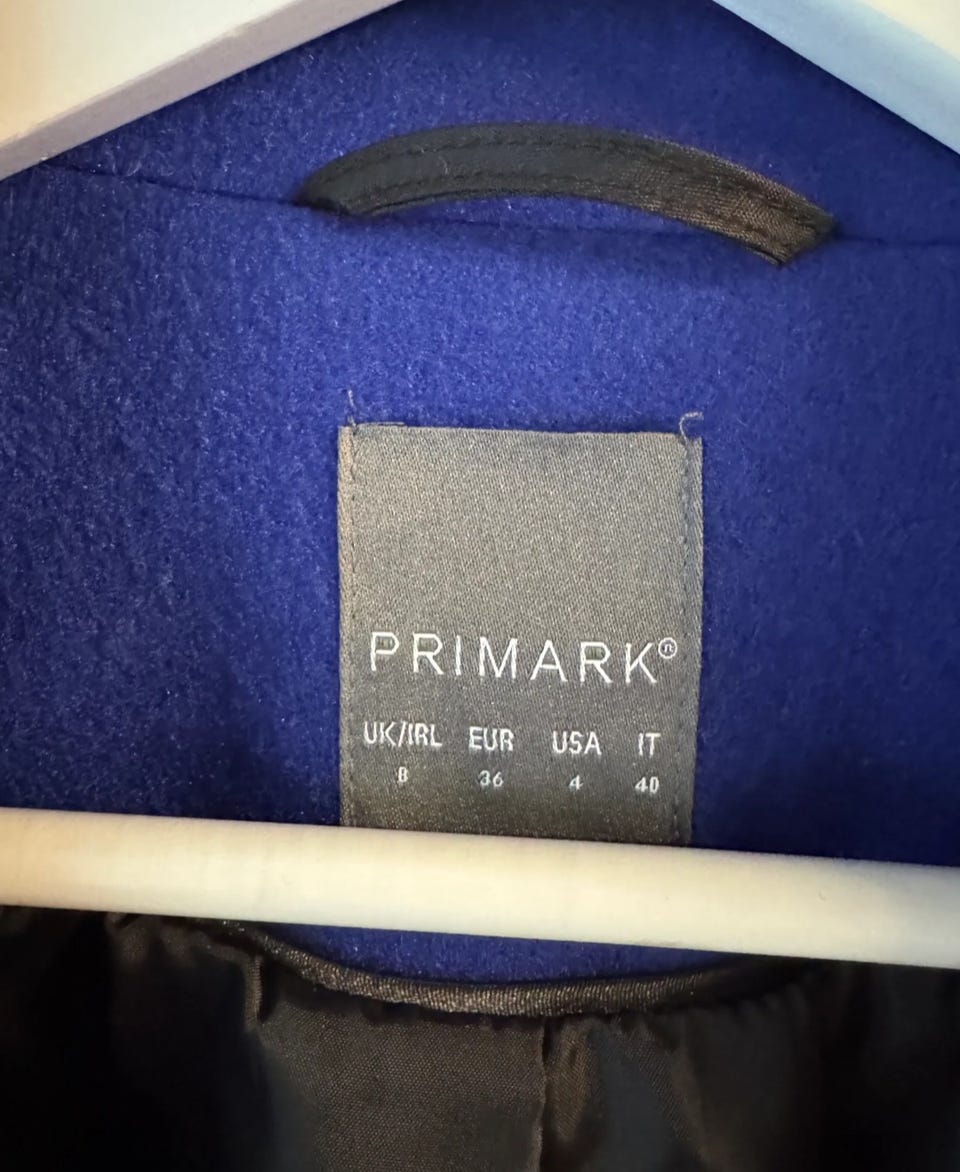 PRIMARK®
UK/IRL EUR USA IT
8 36 4 40